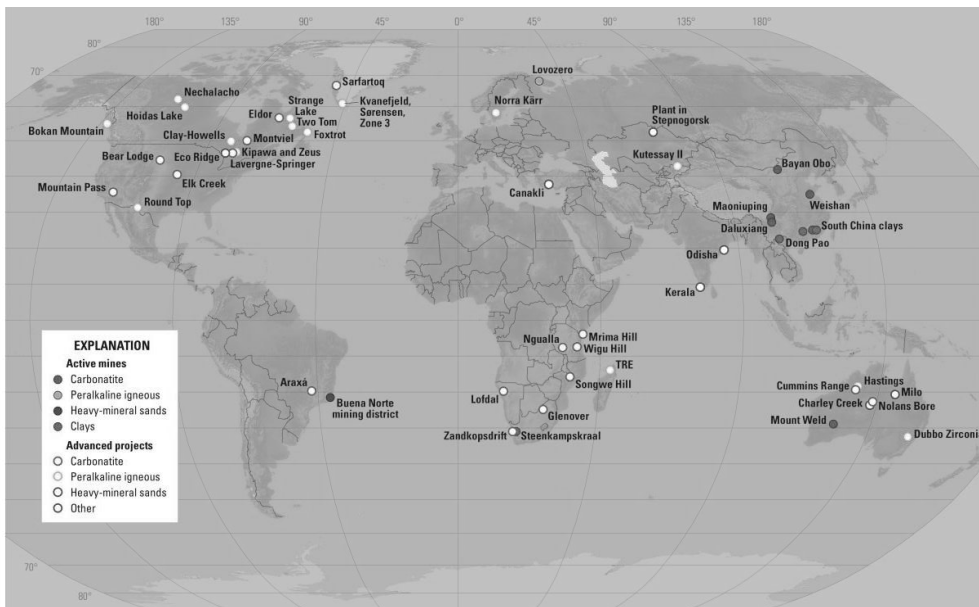 180°
135°
90°
45°
0°
45°
90°
135°
180°
80°
70°
Sarfartoq
Lovozero
Nechalacho
Strange
Lake
Kvanefjeld,
Sørensen,
Zone 3
Norra Kärr
Plant in
Stepnogorsk
Hoidas Lake
Eldor
Two Tom
Bokan Mountain
Clay-Howells
Montviel
Foxtrot
Kutessay II
Bayan Obo
Bear Lodge
Eco Ridge
Kipawa and Zeus
Lavergne-Springer
Elk Creek
Canakli
Weishan
Mountain Pass
Round Top
Maoniuping
Daluxiang
South China clays
Dong Pao
Odisha
Kerala
Mrima Hill
Ngualla
Wigu Hill
TRE
Songwe Hill
Araxá
Buena Norte
mining district
Lofdal
Glenover
Zandkopsdrift
Steenkampskraal
Cummins Range
Hastings
Milo
Charley Creek
Nolans Bore
Mount Weld
Dubbo Zirconi
EXPLANATION
Active mines
Carbonatite
Peralkaline igneous
Heavy-mineral sands
Clays
Advanced projects
Carbonatite
Peralkaline igneous
Heavy-mineral sands
Other
70°
80°